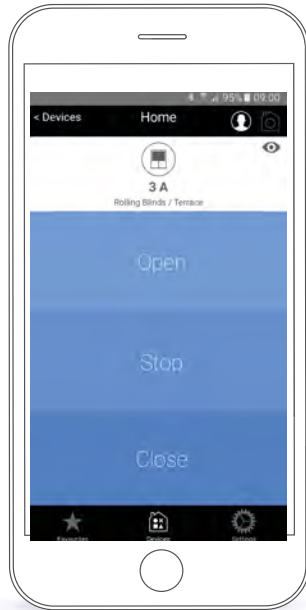 95% 09:00
< Devices Home
3 A
Rolling Blinds / Terrace
Open
Stop
Close
Favourites Devices Settings